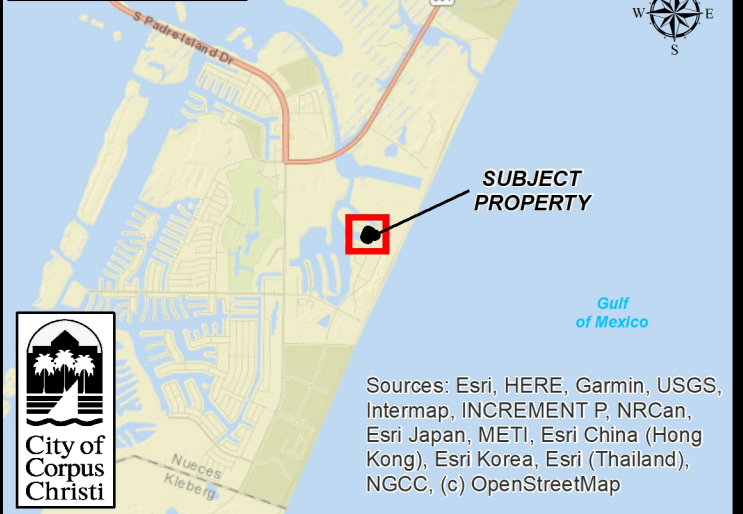 S Padre Island Dr
W
E
S
SUBJECT
PROPERTY
Gulf
of Mexico
Sources: Esri, HERE, Garmin, USGS,
Intermap, INCREMENT P, NRCan,
Esri Japan, METI, Esri China (Hong
Kong), Esri Korea, Esri (Thailand),
NGCC, (c) OpenStreetMap
City of
Corpus
Christi
Nueces
Kleberg